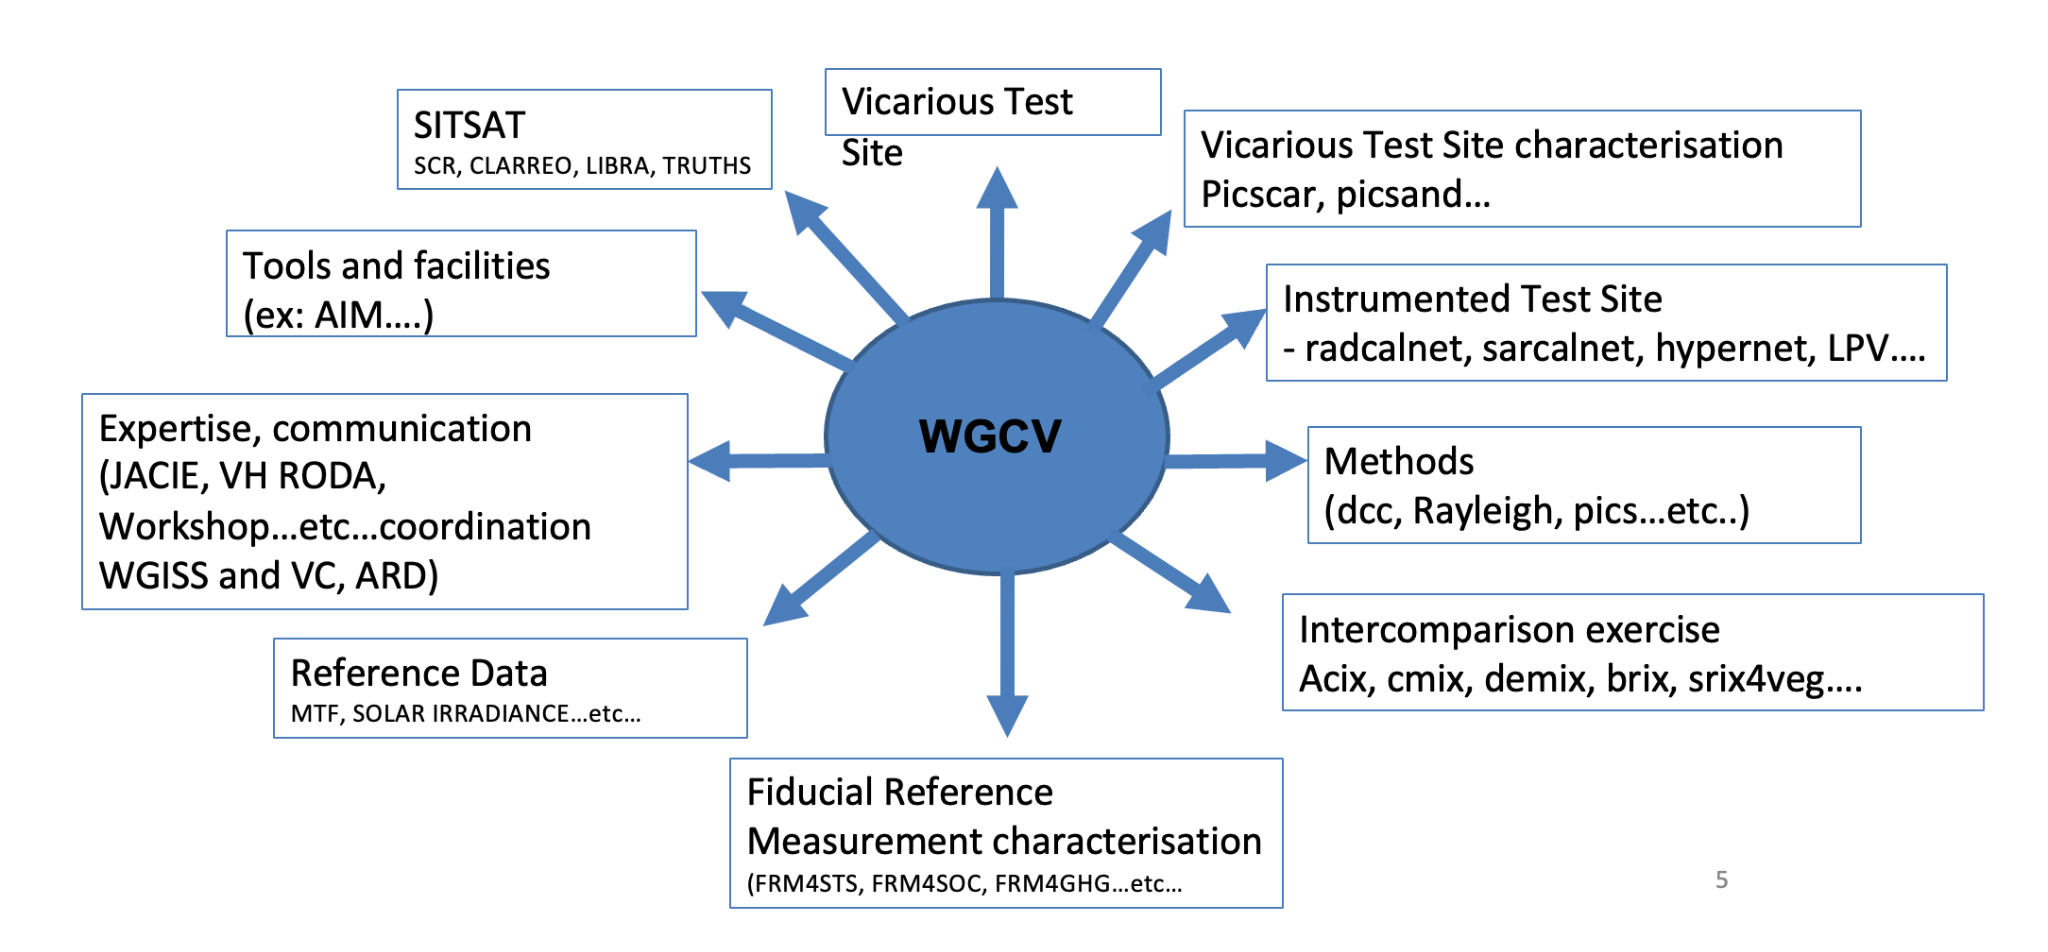 SITSAT
SCR, CLARREO, LIBRA, TRUTHS
Vicarious Test
Site
Vicarious Test Site characterisation
Picscar, picsand...
Tools and facilities
(ex: AIM....)
Instrumented Test Site
- radcalnet, sarcalnet, hypernet, LPV....
Expertise, communication
(JACIE, VH RODA,
Workshop...etc...coordination
WGISS and VC, ARD)
WGCV
Methods
(dcc, Rayleigh, pics...etc..)
Reference Data
MTF, SOLAR IRRADIANCE...etc...
Intercomparison exercise
Acix, cmix, demix, brix, srix4veg....
Fiducial Reference
Measurement characterisation
(FRM4STS, FRM4SOC, FRM4GHG...etc...
5